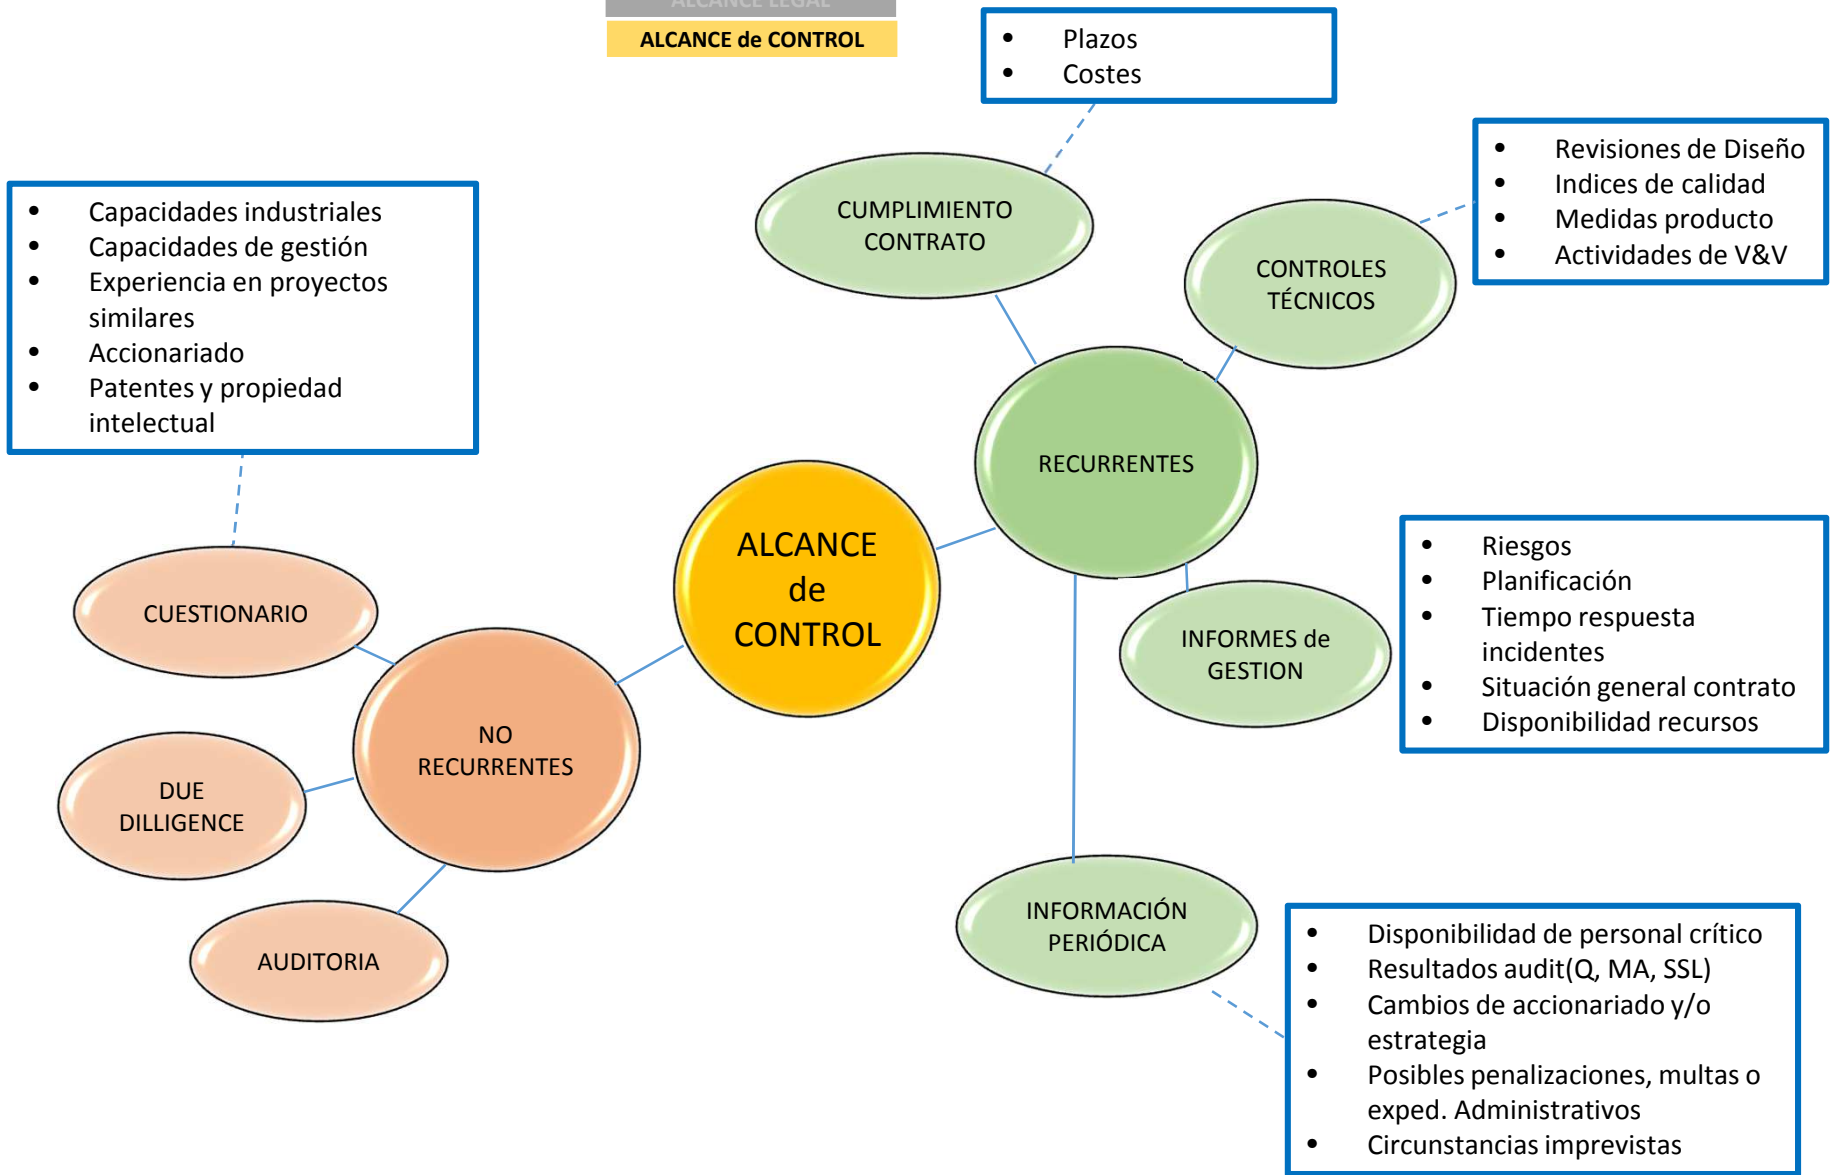 ALCANCE LEGAL
ALCANCE de CONTROL
• Plazos
• Costes
• Revisiones de Diseño
• Indices de calidad
• Medidas producto
• Actividades de V&V
• Capacidades industriales
• Capacidades de gestión
• Experiencia en proyectos
similares
• Accionariado
• Patentes y propiedad
intelectual
CUMPLIMIENTO
CONTRATO
CONTROLES
TÉCNICOS
RECURRENTES
ALCANCE
de
CONTROL
• Riesgos
• Planificación
• Tiempo respuesta
incidentes
• Situación general contrato
• Disponibilidad recursos
CUESTIONARIO
INFORMES de
GESTION
NO
RECURRENTES
DUE
DILLIGENCE
AUDITORIA
INFORMACIÓN
PERIÓDICA
• Disponibilidad de personal crítico
• Resultados audit(Q, MA, SSL)
• Cambios de accionariado y/o
estrategia
• Posibles penalizaciones, multas o
exped. Administrativos
• Circunstancias imprevistas